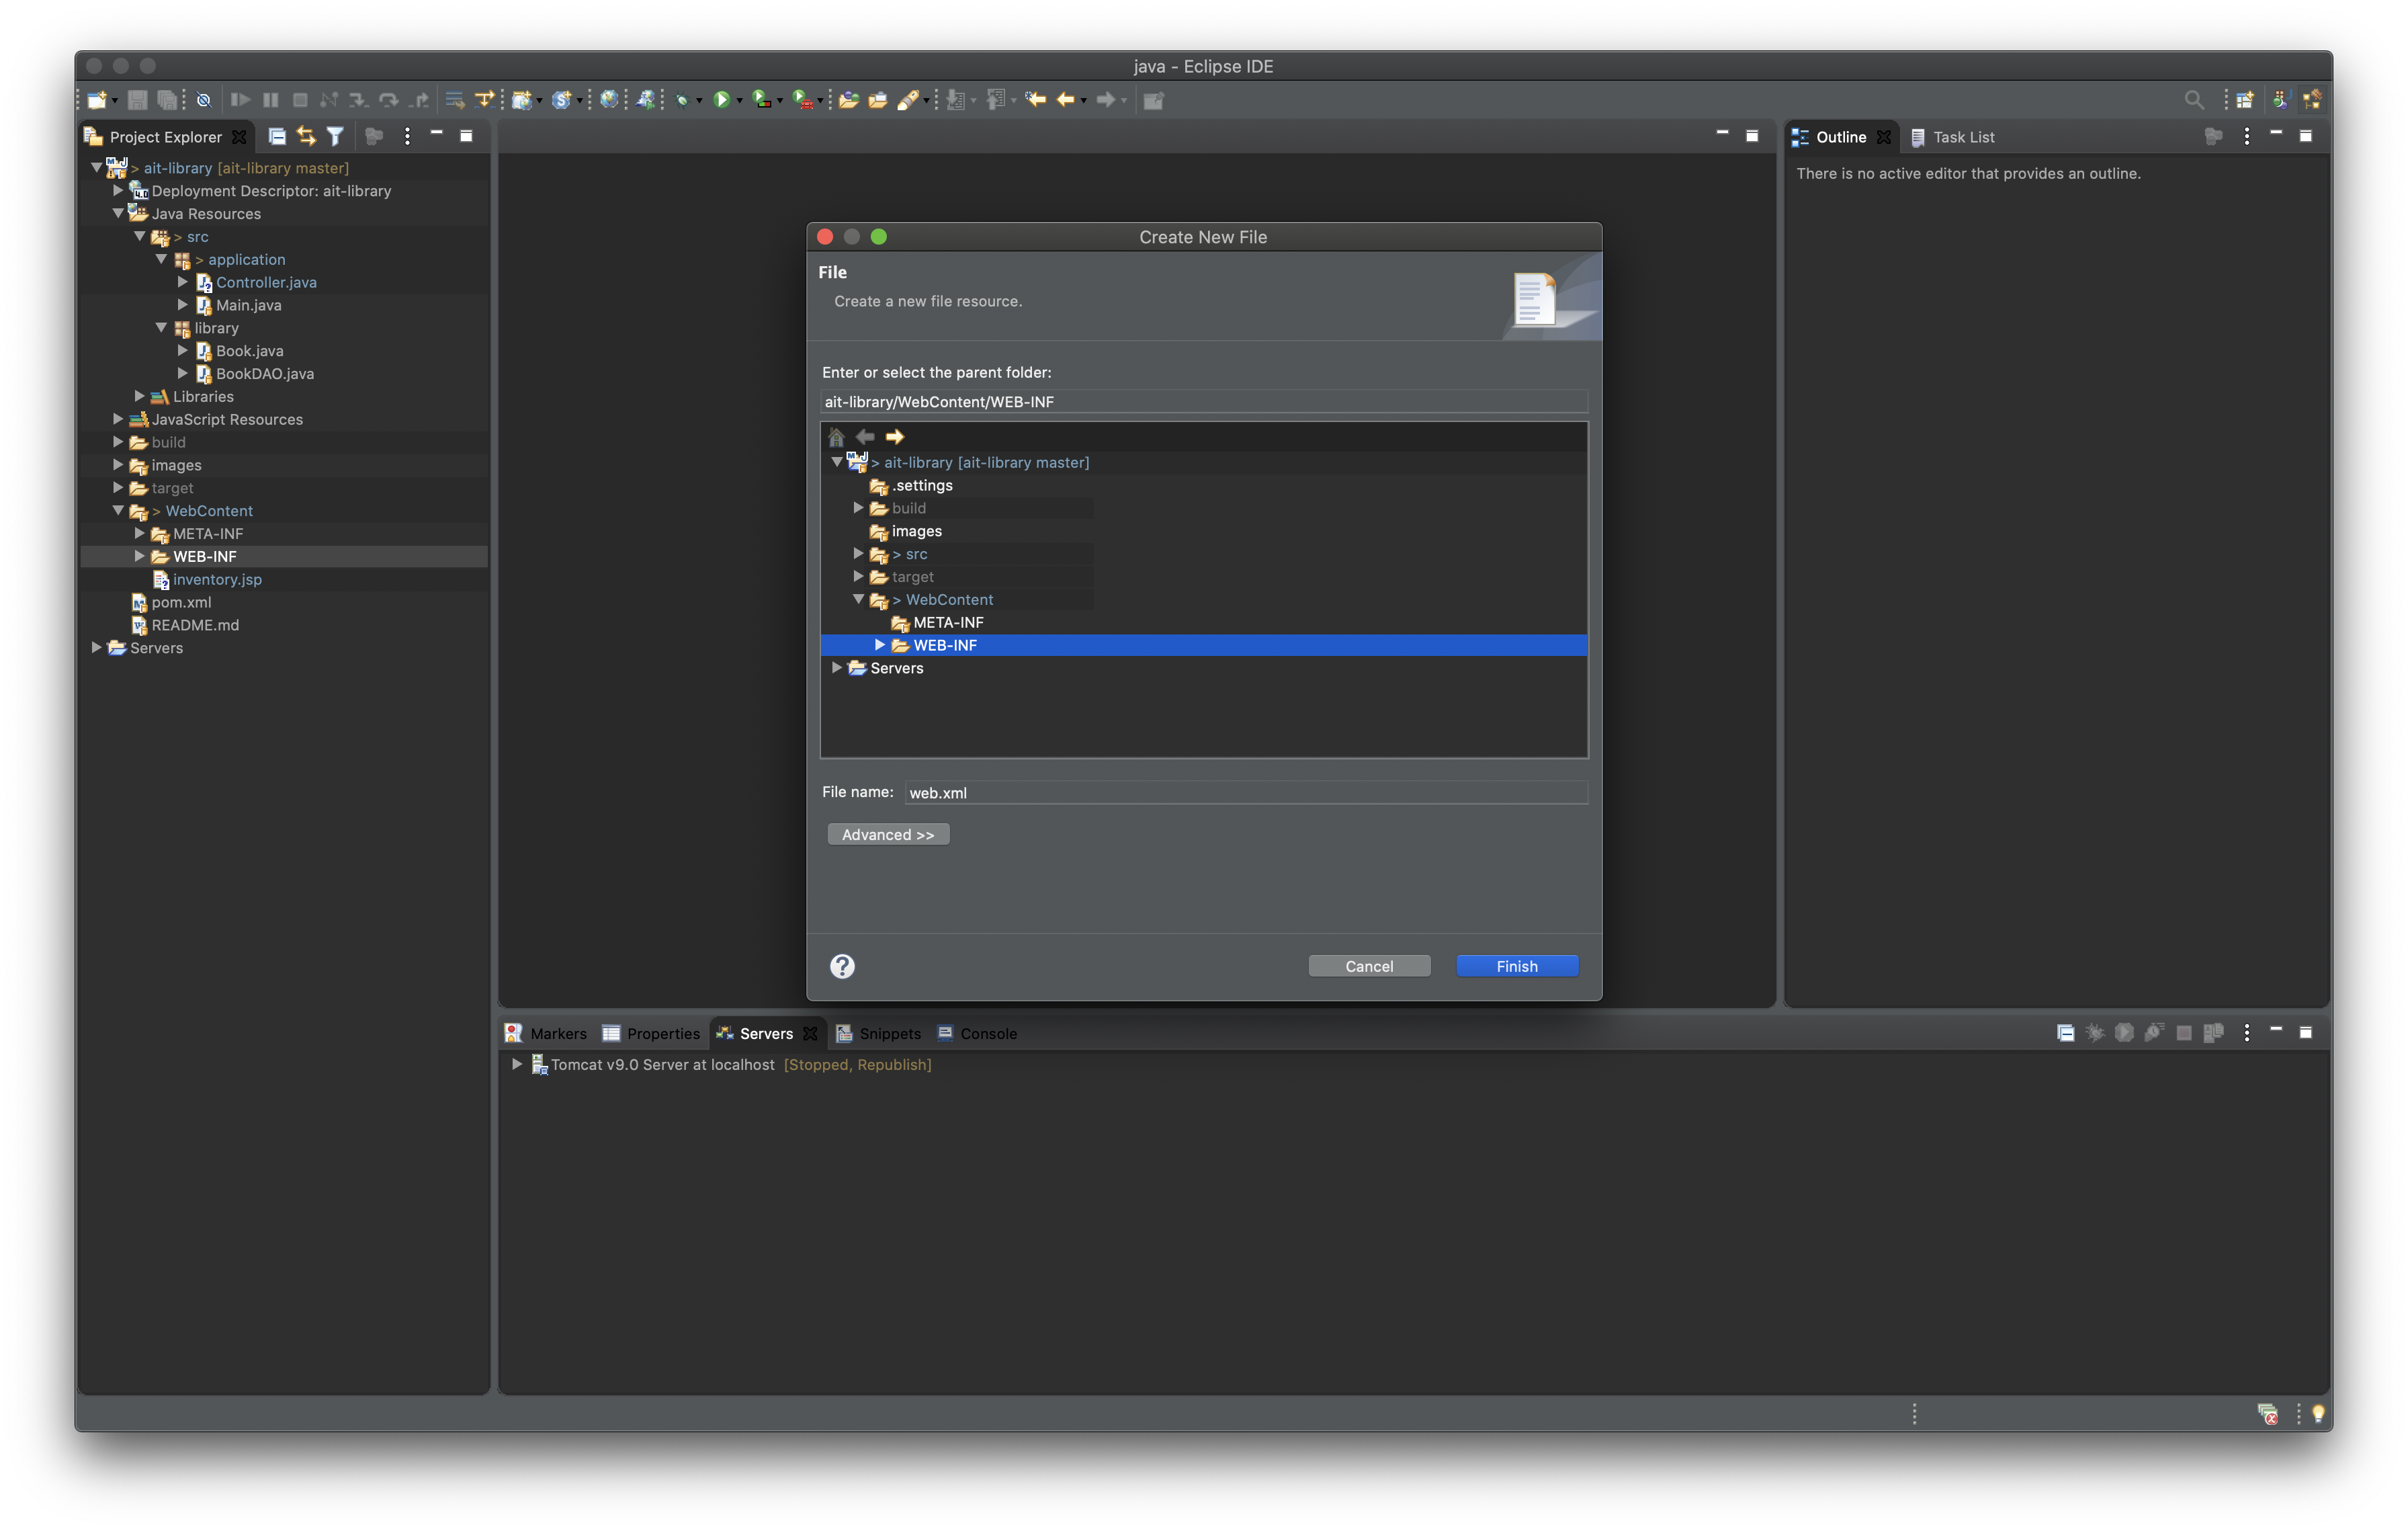 java - Eclipse IDE
Project Explorer
> ait-library [ait-library master]
Deployment Descriptor: ait-library
Java Resources
> src
> application
Controller.java
Main.java
library
Book.java
BookDAO.java
Libraries
JavaScript Resources
build
images
target
> WebContent
META-INF
WEB-INF
inventory.jsp
pom.xml
README.md
Servers
Create New File
File
Create a new file resource.
Enter or select the parent folder:
ait-library/WebContent/WEB-INF
> ait-library [ait-library master]
.settings
build
images
> src
target
> WebContent
META-INF
WEB-INF
Servers
File name: web.xml
Advanced >>
?
Cancel Finish
Outline Task List
There is no active editor that provides an outline.
Markers Properties Servers Snippets Console
Tomcat v9.0 Server at localhost [Stopped, Republish]